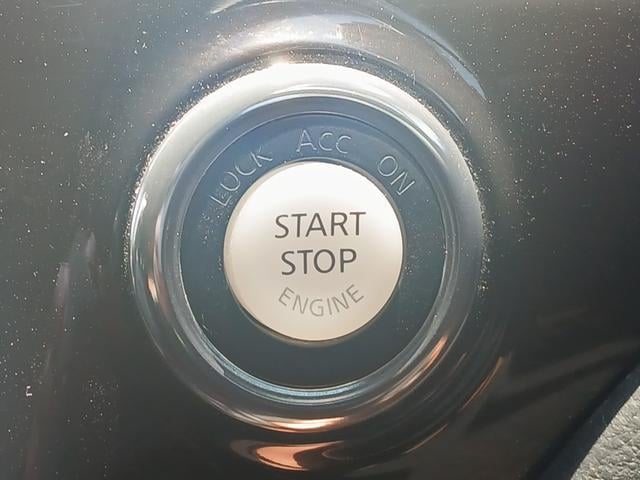 LOCK ACC ON
START
STOP
ENGINE